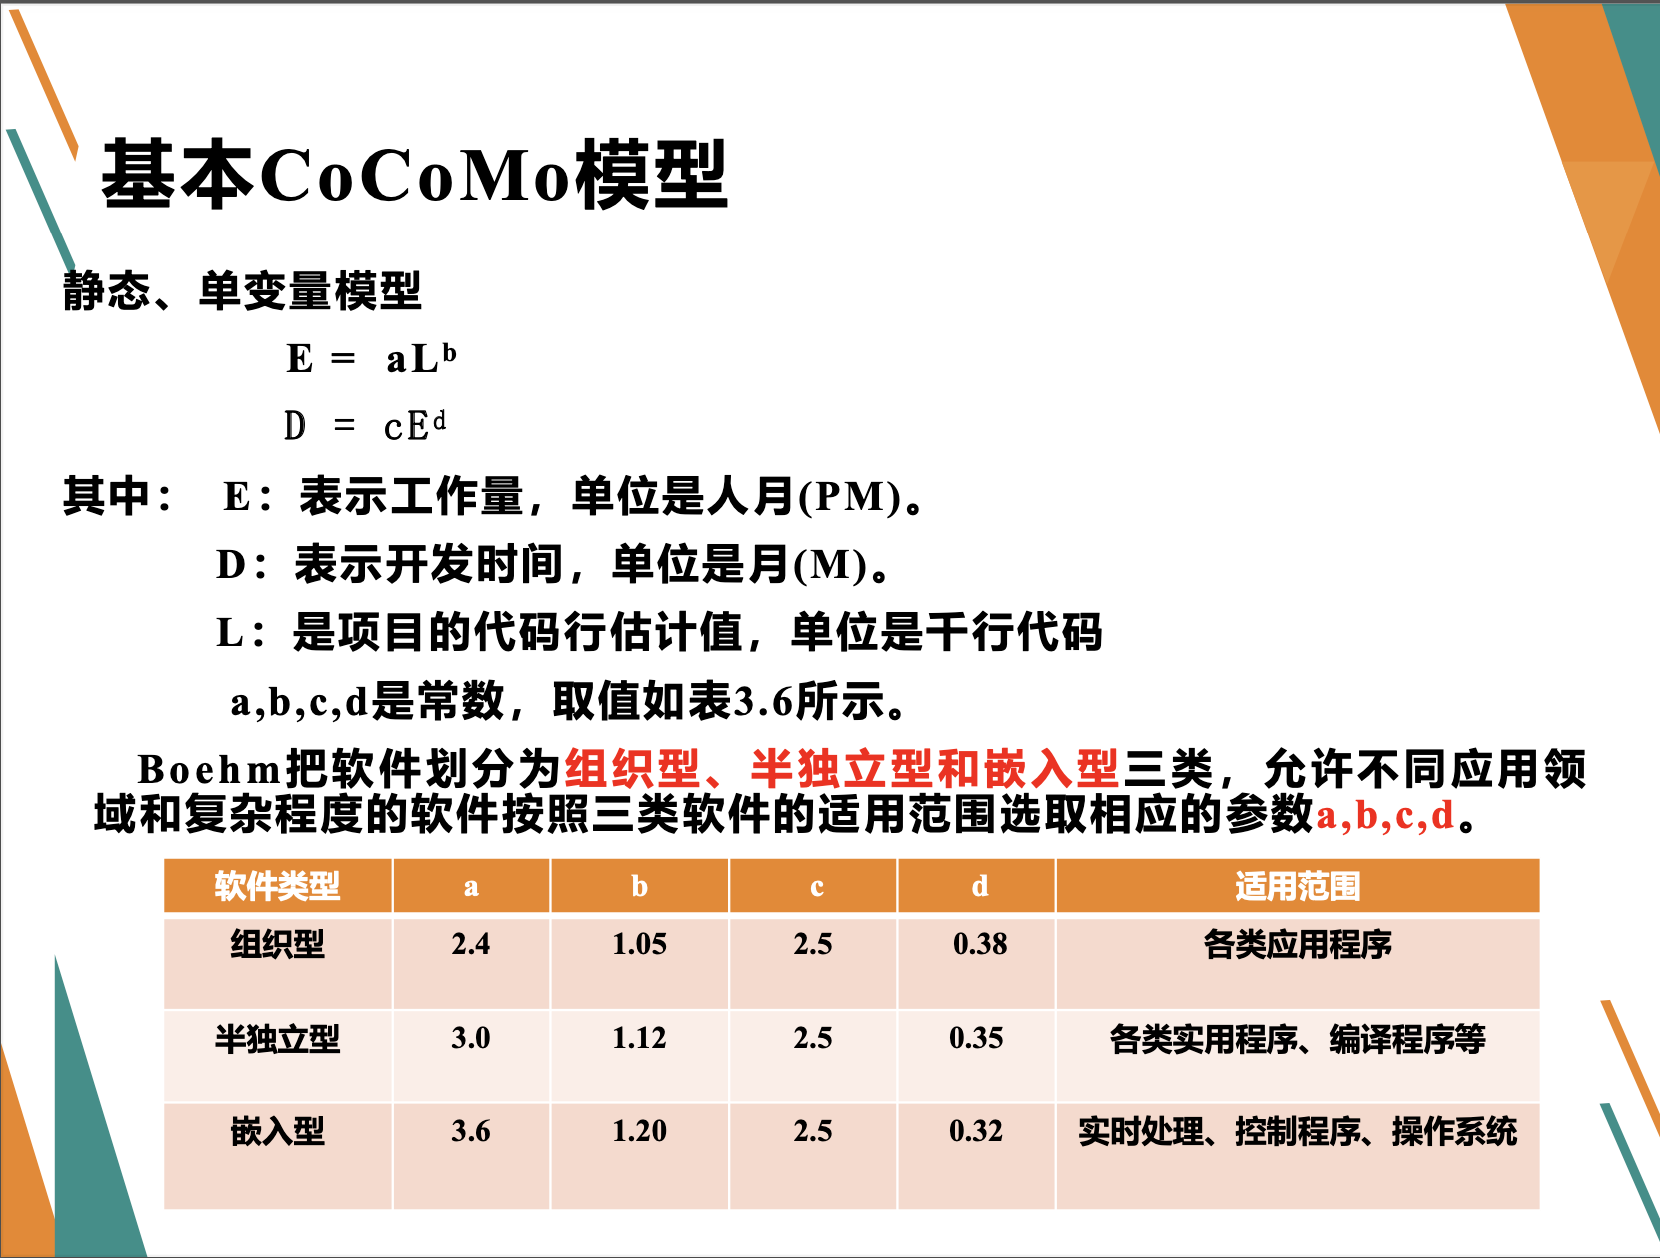 基本CoCoMo模型
静态、单变量模型
E = aLᵇ
D = cEᵈ
其中： E：表示工作量，单位是人月(PM)。
D：表示开发时间，单位是月(M)。
L：是项目的代码行估计值，单位是千行代码
a,b,c,d是常数，取值如表3.6所示。
Boehm把软件划分为组织型、半独立型和嵌入型三类，允许不同应用领
域和复杂程度的软件按照三类软件的适用范围选取相应的参数a,b,c,d。
软件类型 a b c d 适用范围
组织型 2.4 1.05 2.5 0.38 各类应用程序
半独立型 3.0 1.12 2.5 0.35 各类实用程序、编译程序等
嵌入型 3.6 1.20 2.5 0.32 实时处理、控制程序、操作系统